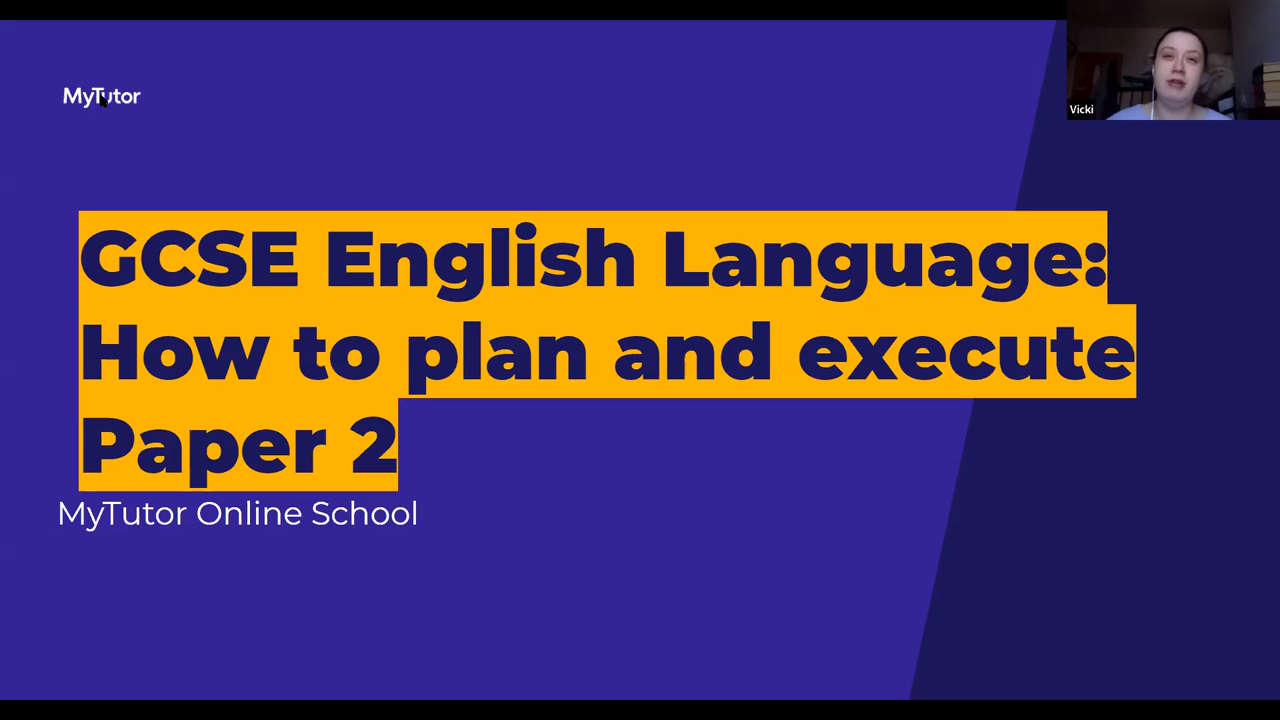 MyTutor
Vicki
GCSE English Language:
How to plan and execute
Paper 2
MyTutor Online School